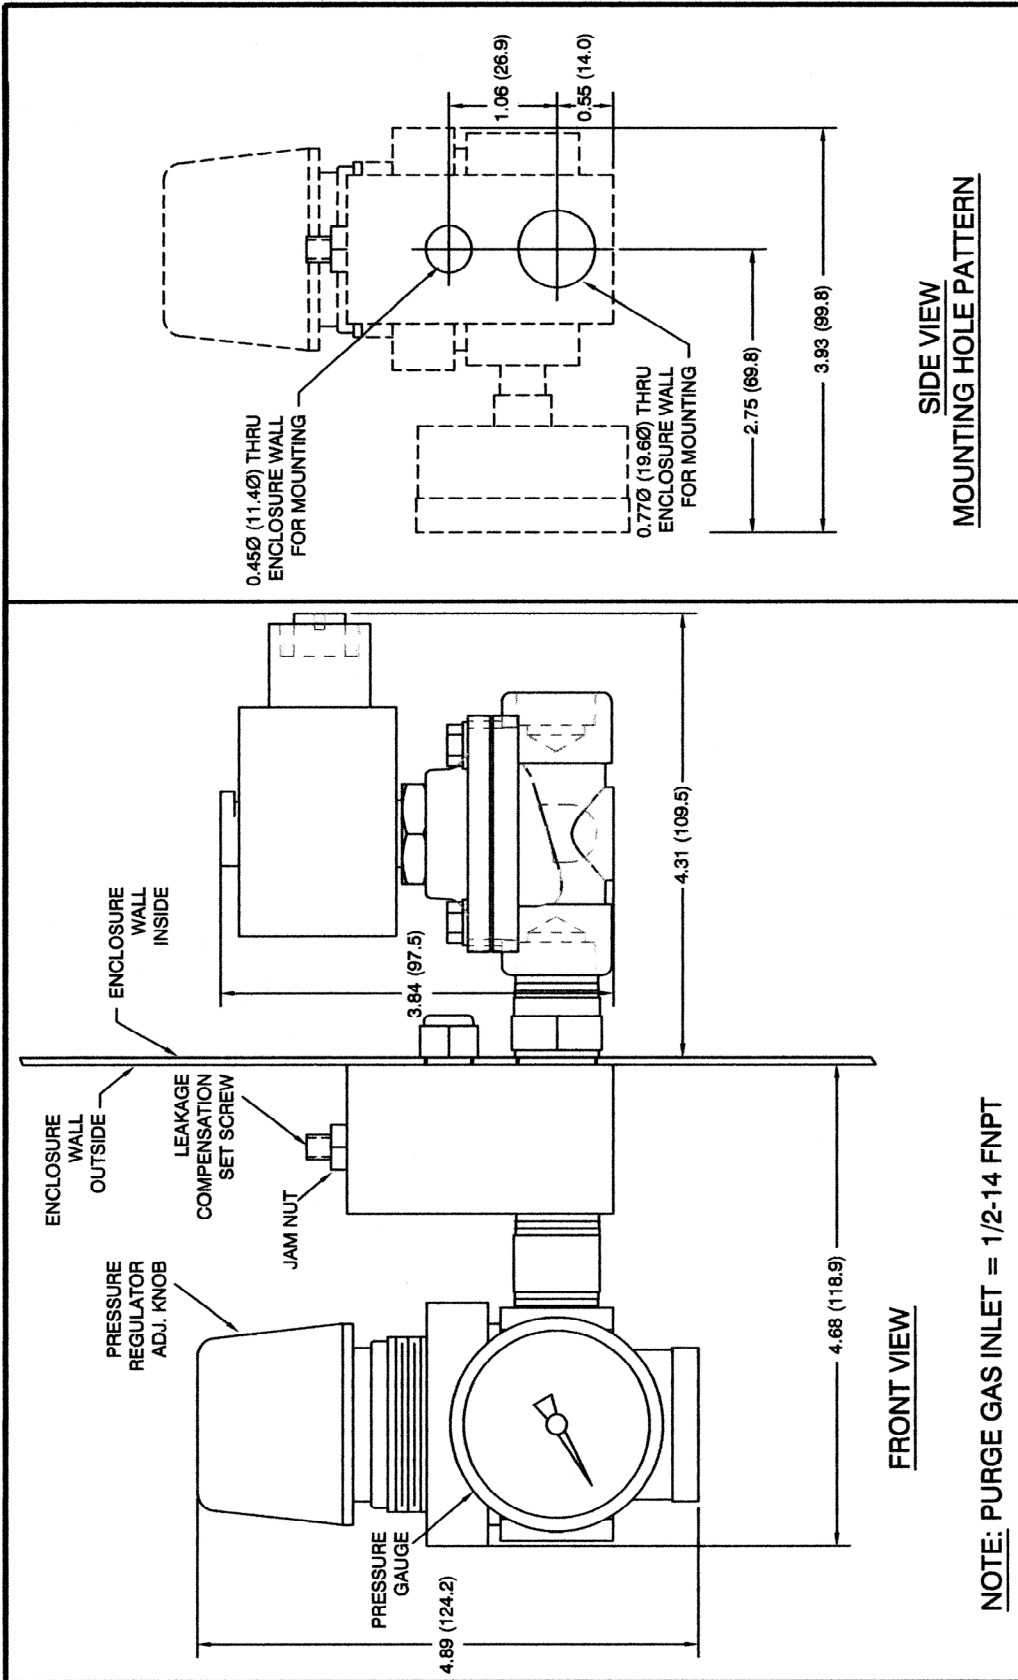 PRESSURE
REGULATOR
ADJ. KNOB
ENCLOSURE
WALL
OUTSIDE
ENCLOSURE
WALL
INSIDE
LEAKAGE
COMPENSATION
SET SCREW
JAM NUT
PRESSURE
GAUGE
4.89 (124.2)
3.84 (97.5)
4.68 (118.9)
4.31 (109.5)
FRONT VIEW
NOTE: PURGE GAS INLET = 1/2-14 FNPT
0.45Ø (11.4Ø) THRU
ENCLOSURE WALL
FOR MOUNTING
1.06 (26.9)
0.55 (14.0)
0.77Ø (19.6Ø) THRU
ENCLOSURE WALL
FOR MOUNTING
2.75 (69.8)
3.93 (99.8)
SIDE VIEW
MOUNTING HOLE PATTERN